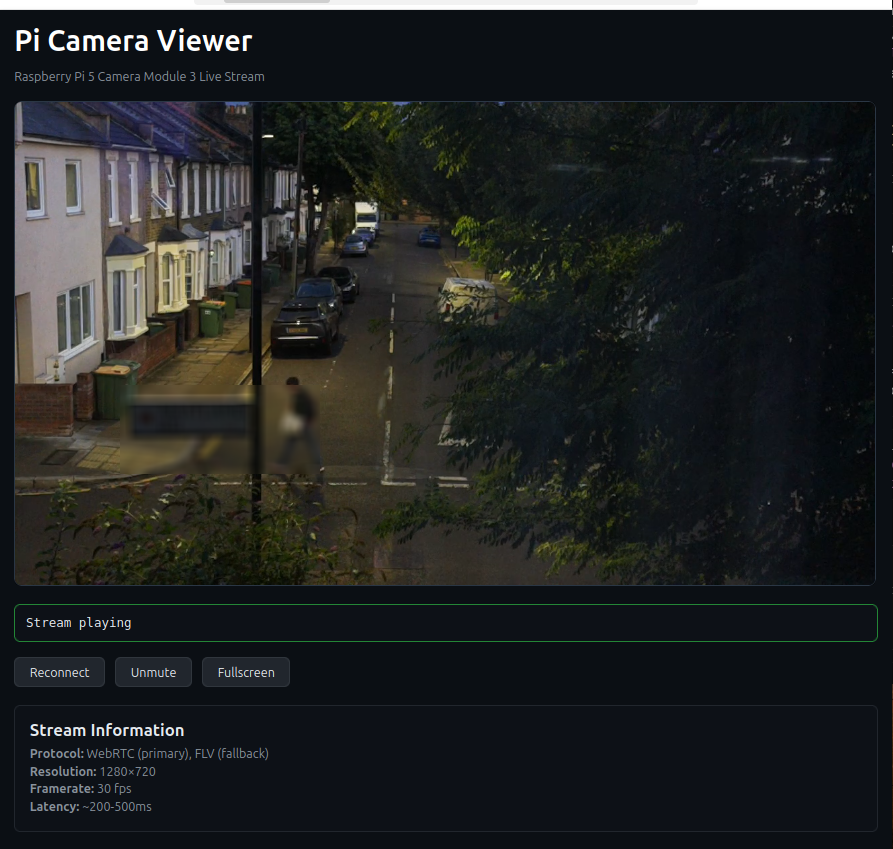 Pi Camera Viewer
Raspberry Pi 5 Camera Module 3 Live Stream
Stream playing
Reconnect Unmute Fullscreen
Stream Information
Protocol: WebRTC (primary), FLV (fallback)
Resolution: 1280×720
Framerate: 30 fps
Latency: ~200-500ms